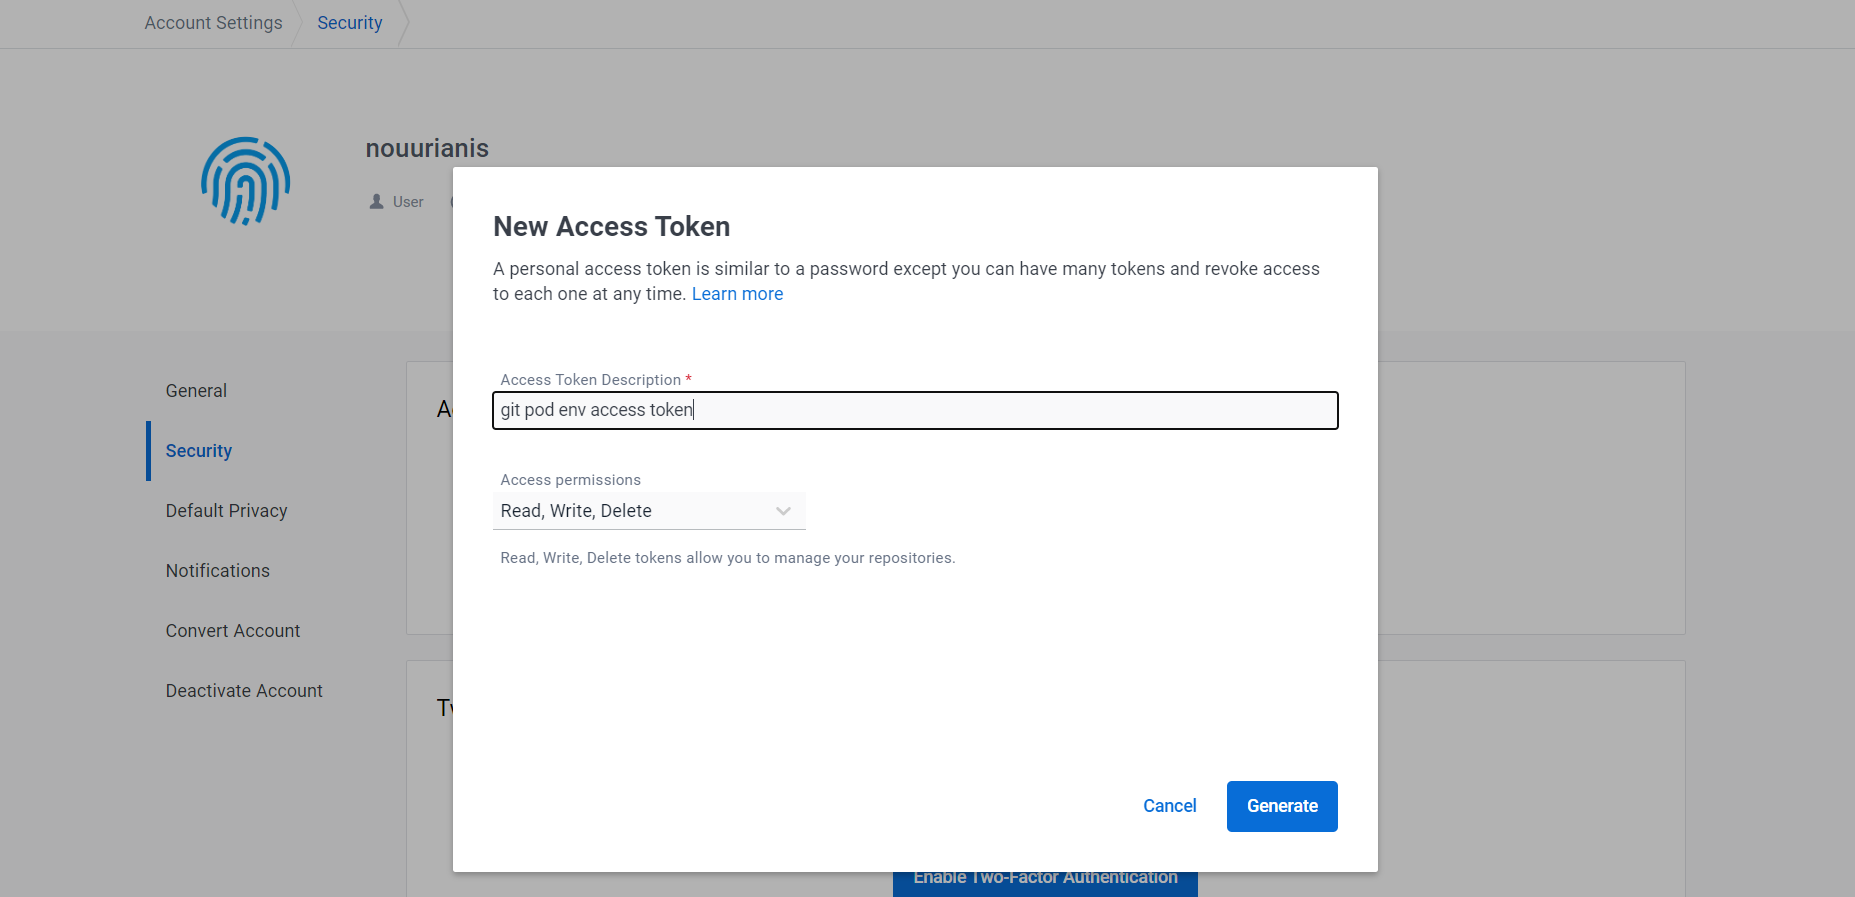 Account Settings
Security
nouurianis
User
New Access Token
A personal access token is similar to a password except you can have many tokens and revoke access
to each one at any time. Learn more
Access Token Description *
git pod env access token
Access permissions
Read, Write, Delete
Read, Write, Delete tokens allow you to manage your repositories.
Cancel
Generate
General
Security
Default Privacy
Notifications
Convert Account
Deactivate Account
Enable Two-Factor Authentication